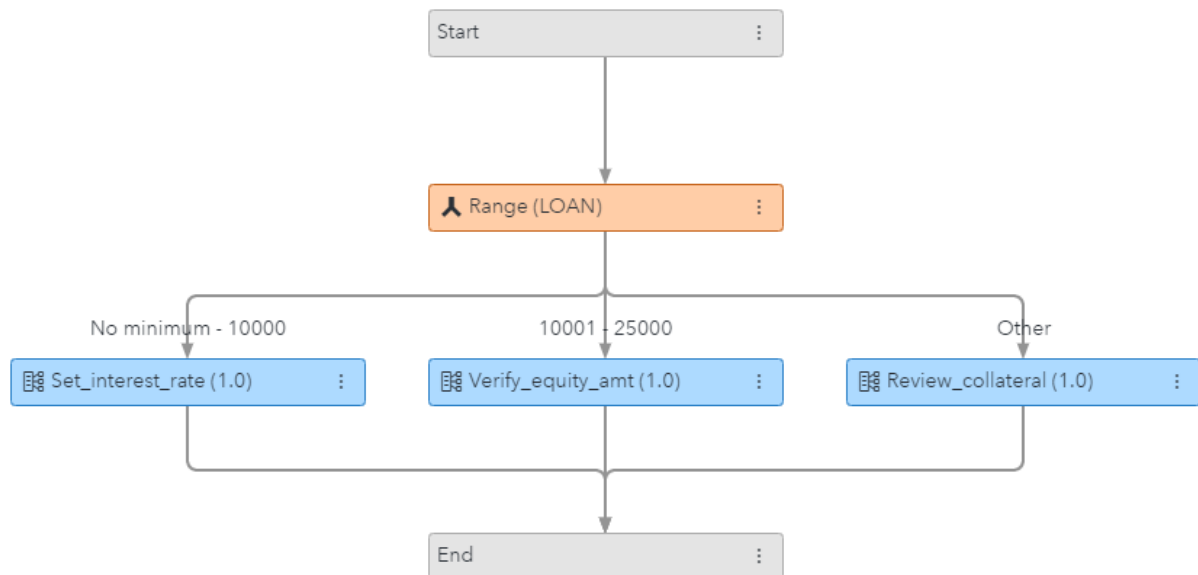 Start
Range (LOAN)
No minimum - 10000
10001 - 25000
Other
Set_interest_rate (1.0)
Verify_equity_amt (1.0)
Review_collateral (1.0)
End